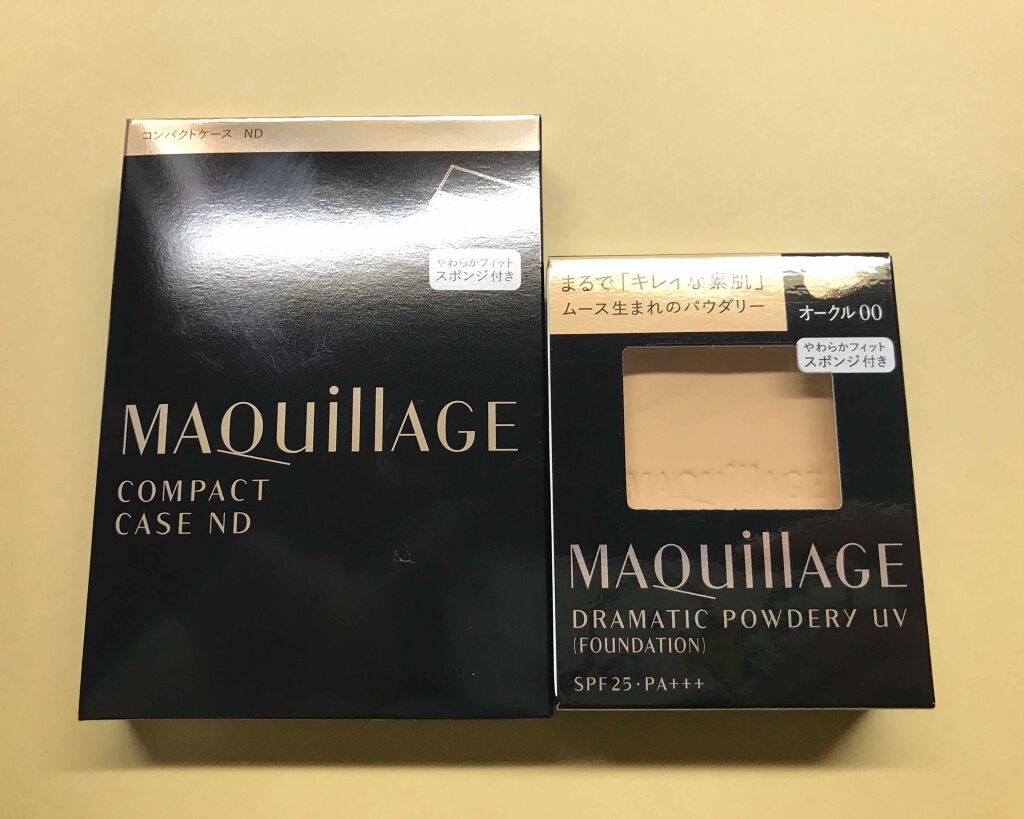 コンパクトケース ND
やわらかフィット
スポンジ付き
MAQuillAGE
COMPACT
CASE ND
まるで「キレイな素肌」
ムース生まれのパウダリー
オークル00
やわらかフィット
スポンジ付き
MAQuillAGE
MAQuillAGE
DRAMATIC POWDERY UV
(FOUNDATION)
SPF25・PA+++